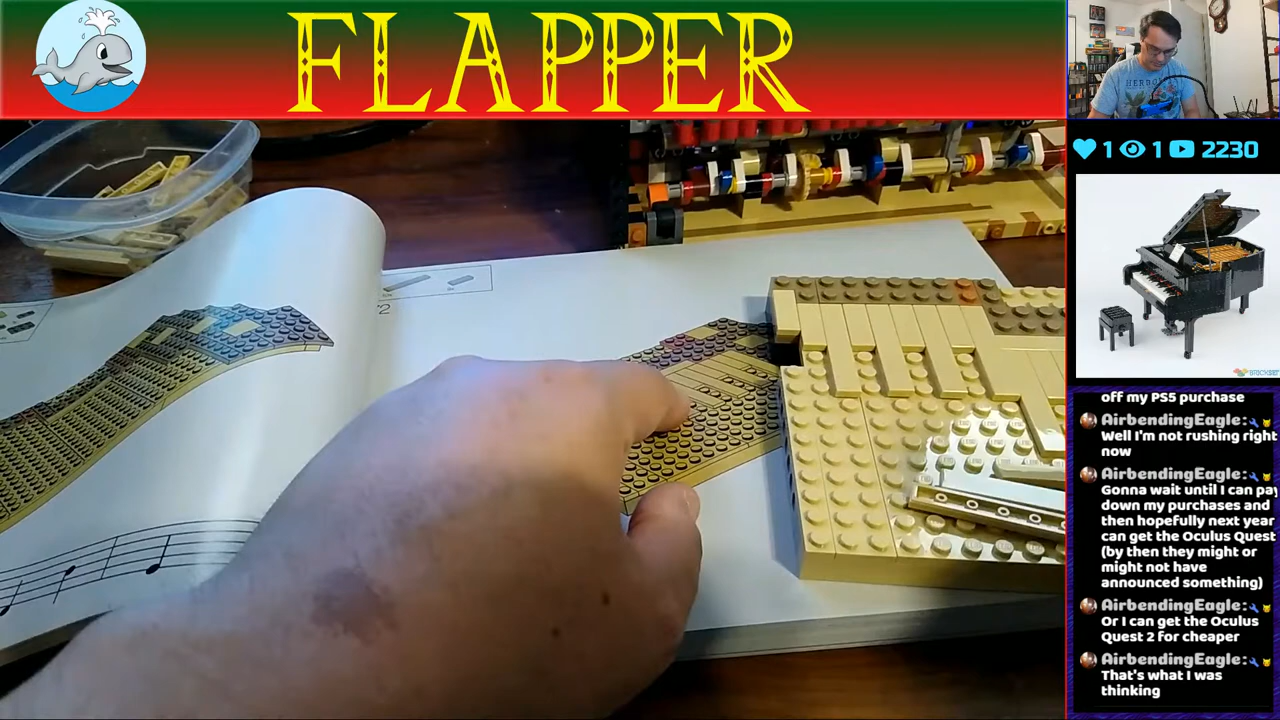 FLAPPER
HERBO
1 1 2230
BRICKSET
2
off my PS5 purchase
AirbendingEagle:
Well I'm not rushing right
now
AirbendingEagle:
Gonna wait until I can pay
down my purchases and
then hopefully next year
can get the Oculus Quest
(by then they might or
might not have
announced something)
AirbendingEagle:
Or I can get the Oculus
Quest 2 for cheaper
AirbendingEagle:
That's what I was
thinking